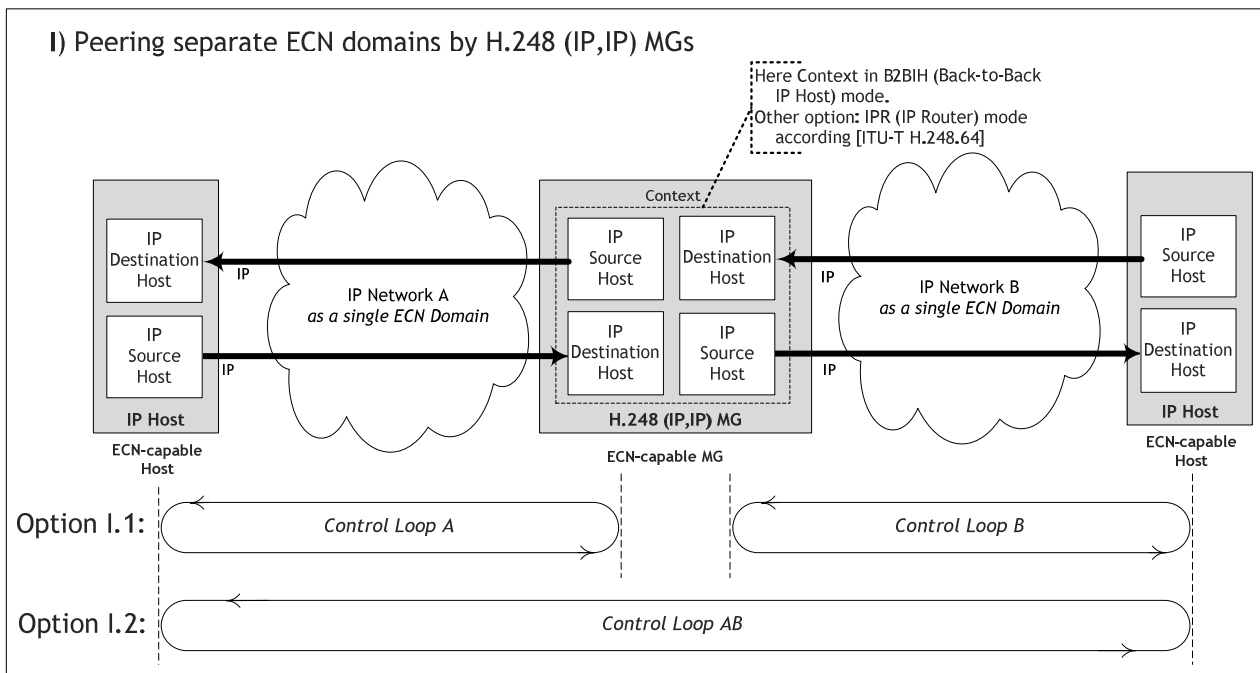 I) Peering separate ECN domains by H.248 (IP,IP) MGs
Here Context in B2BIH (Back-to-Back
IP Host) mode.
Other option: IPR (IP Router) mode
according [ITU-T H.248.64]
Context
IP
Destination
Host
IP
IP
Source
Host
IP
IP Host
ECN-capable
Host
IP Network A
as a single ECN Domain
IP
Source
Host
IP
Destination
Host
IP
Destination
Host
IP
Source
Host
H.248 (IP,IP) MG
ECN-capable MG
IP
IP Network B
as a single ECN Domain
IP
IP
Source
Host
IP
Destination
Host
IP Host
ECN-capable
Host
Option I.1:
Control Loop A
Control Loop B
Option I.2:
Control Loop AB